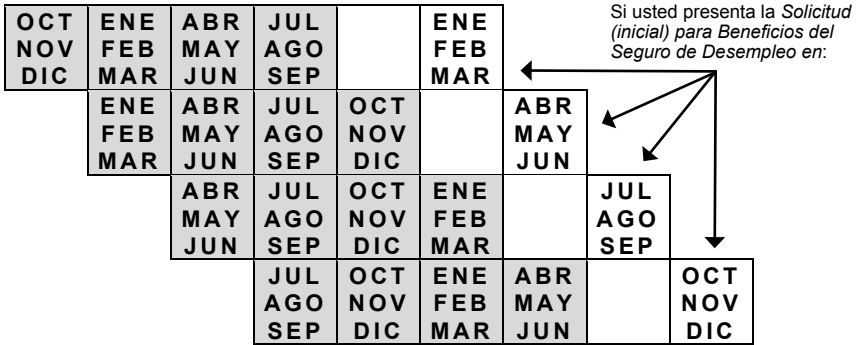 Si usted presenta la Solicitud
(inicial) para Beneficios del
Seguro de Desempleo en:
OCT ENE ABR JUL ENE
NOV FEB MAY AGO FEB
DIC MAR JUN SEP MAR
ENE ABR JUL OCT ABR
FEB MAY AGO NOV MAY
MAR JUN SEP DIC JUN
ABR JUL OCT ENE JUL
MAY AGO NOV FEB AGO
JUN SEP DIC MAR SEP
JUL OCT ENE ABR OCT
AGO NOV FEB MAY NOV
SEP DIC MAR JUN DIC